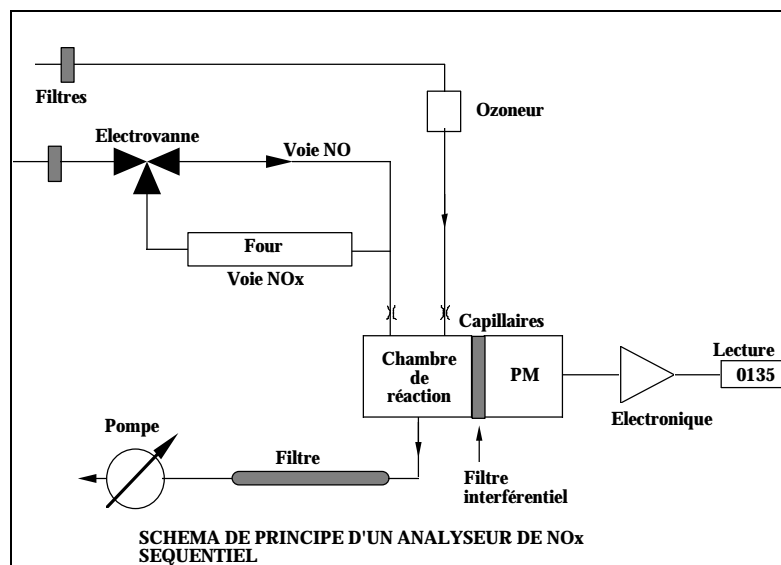 Filtres
Ozoneur
Electrovanne
Voie NO
Four
Voie NOx
Capillaires
Chambre
de
réaction
PM
Lecture
0135
Electronique
Pompe
Filtre
Filtre
interférentiel
SCHEMA DE PRINCIPE D'UN ANALYSEUR DE NOx
SEQUENTIEL